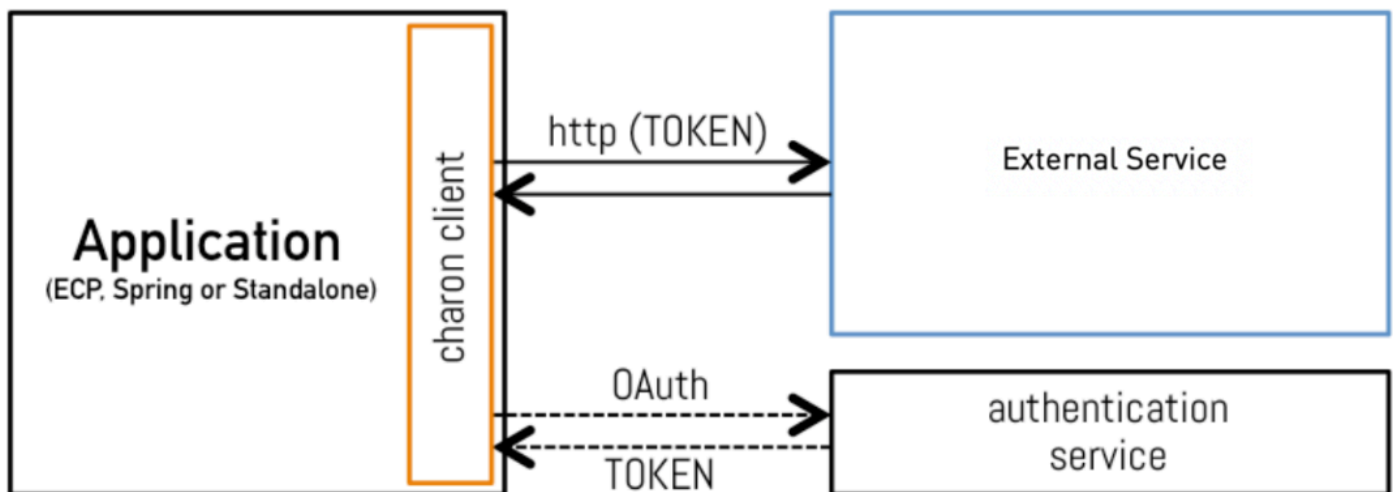 Application
(ECP, Spring or Standalone)
charon client
http (TOKEN)
External Service
OAuth
TOKEN
authentication
service